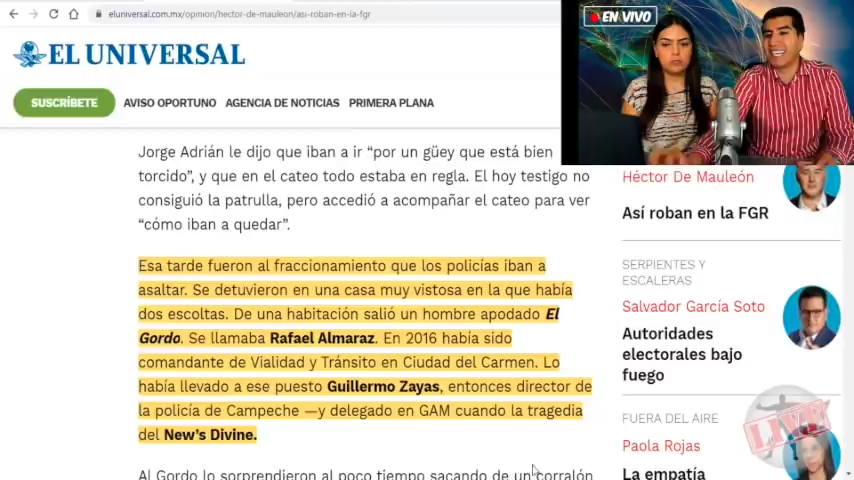 eluniversal.com.mx/opinion/hector-de-mauleon/asi-roban-en-la-fgr
EN VIVO
EL UNIVERSAL
SUSCRÍBETE
AVISO OPORTUNO
AGENCIA DE NOTICIAS
PRIMERA PLANA
Jorge Adrián le dijo que iban a ir “por un güey que está bien
torcido”, y que en el cateo todo estaba en regla. El hoy testigo no
consiguió la patrulla, pero accedió a acompañar el cateo para ver
“cómo iban a quedar”.
Esa tarde fueron al fraccionamiento que los policías iban a
asaltar. Se detuvieron en una casa muy vistosa en la que había
dos escoltas. De una habitación salió un hombre apodado El
Gordo. Se llamaba Rafael Almaraz. En 2016 había sido
comandante de Vialidad y Tránsito en Ciudad del Carmen. Lo
había llevado a ese puesto Guillermo Zayas, entonces director de
la policía de Campeche —y delegado en GAM cuando la tragedia
del New’s Divine.
Al Gordo lo sorprendieron al poco tiempo sacando de un corralón
Héctor De Mauleón
Así roban en la FGR
SERPIENTES Y
ESCALERAS
Salvador García Soto
Autoridades
electorales bajo
fuego
FUERA DEL AIRE
Paola Rojas
La empatía
LIVE